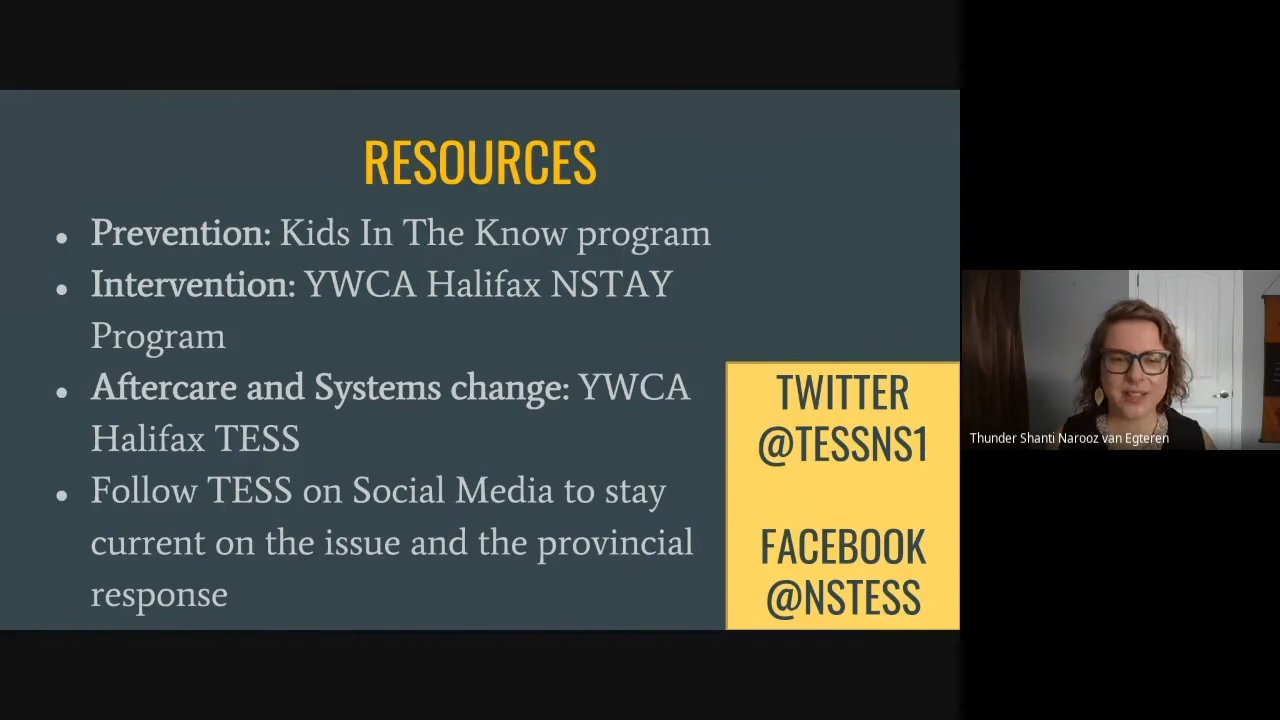 RESOURCES
• Prevention: Kids In The Know program
• Intervention: YWCA Halifax NSTAY
Program
• Aftercare and Systems change: YWCA
Halifax TESS
• Follow TESS on Social Media to stay
current on the issue and the provincial
response
TWITTER
@TESSNS1
FACEBOOK
@NSTESS
Thunder Shanti Narooz van Egteren